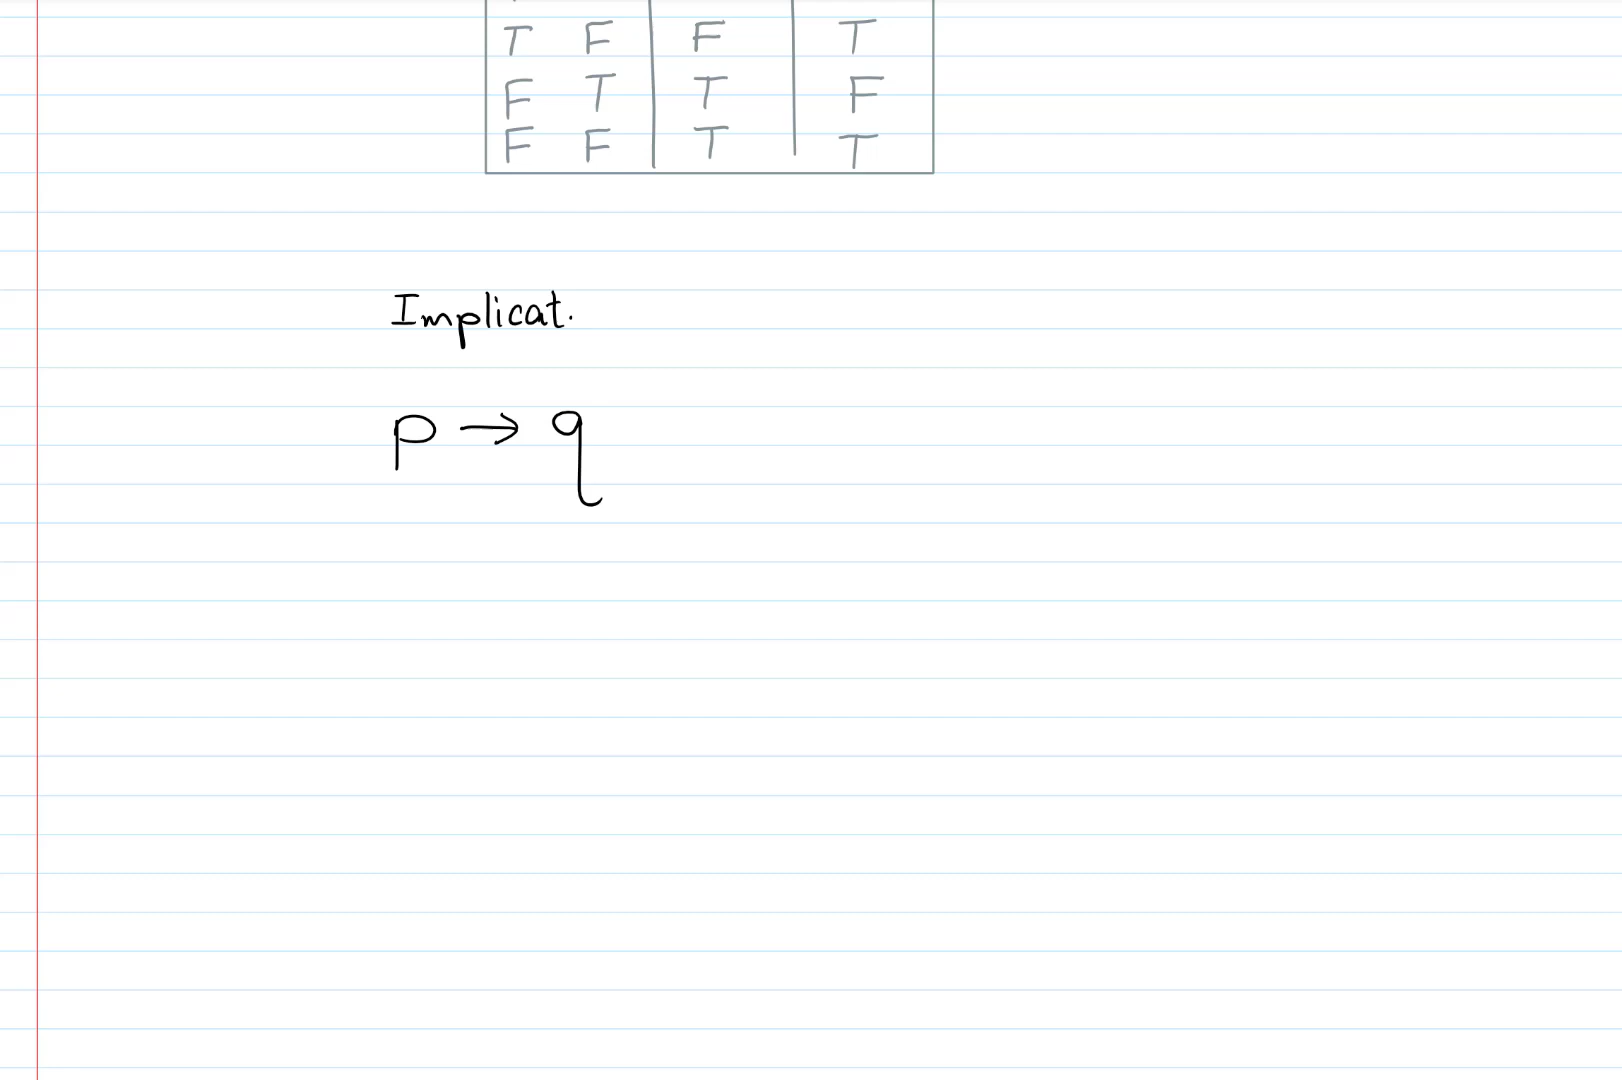 T F F T
F T T F
F F T T
Implicat.
p → q